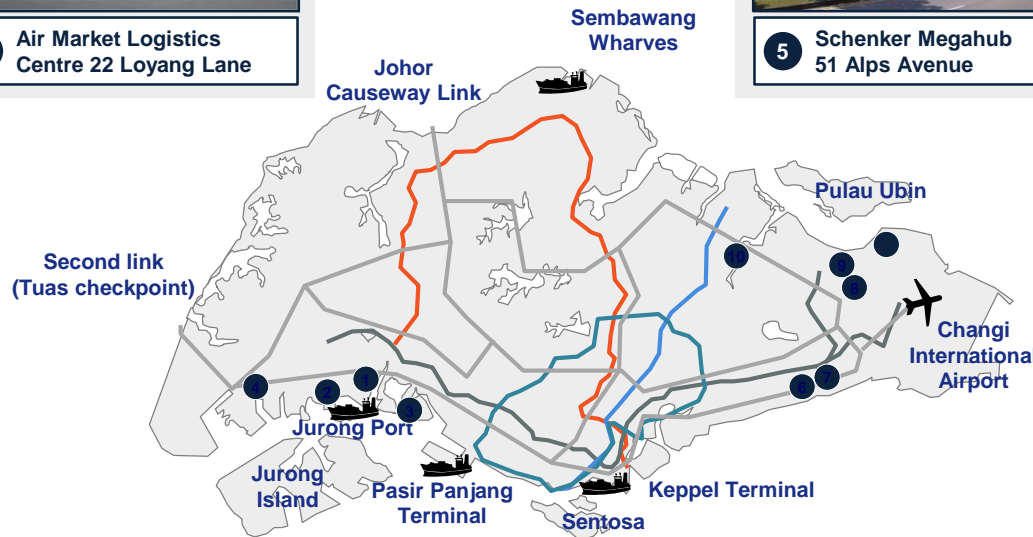 Air Market Logistics
Centre 22 Loyang Lane
5
Schenker Megahub
51 Alps Avenue
Sembawang
Wharves
Johor
Causeway Link
Pulau Ubin
Second link
(Tuas checkpoint)
10
9
8
Changi
International
Airport
4
2
1
3
6
7
Jurong Port
Jurong
Island
Pasir Panjang
Terminal
Keppel Terminal
Sentosa